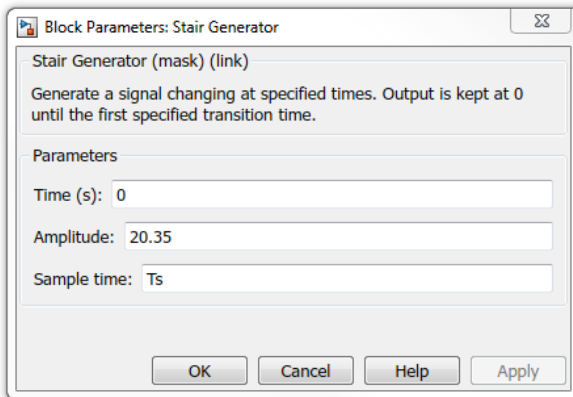 Block Parameters: Stair Generator
Stair Generator (mask) (link)
Generate a signal changing at specified times. Output is kept at 0
until the first specified transition time.
Parameters
Time (s): 0
Amplitude: 20.35
Sample time: Ts
OK Cancel Help Apply